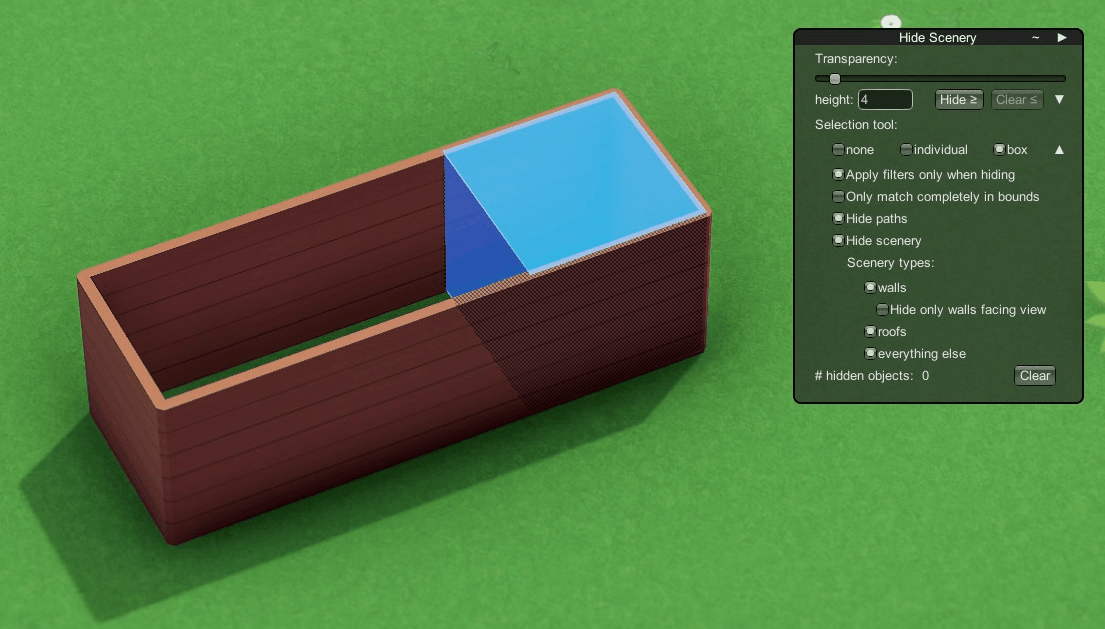 Hide Scenery ~ ►
Transparency:
height: 4 Hide ≥ Clear ≤ ▼
Selection tool:
none individual box ▲
Apply filters only when hiding
Only match completely in bounds
Hide paths
Hide scenery
Scenery types:
walls
Hide only walls facing view
roofs
everything else
# hidden objects: 0 Clear